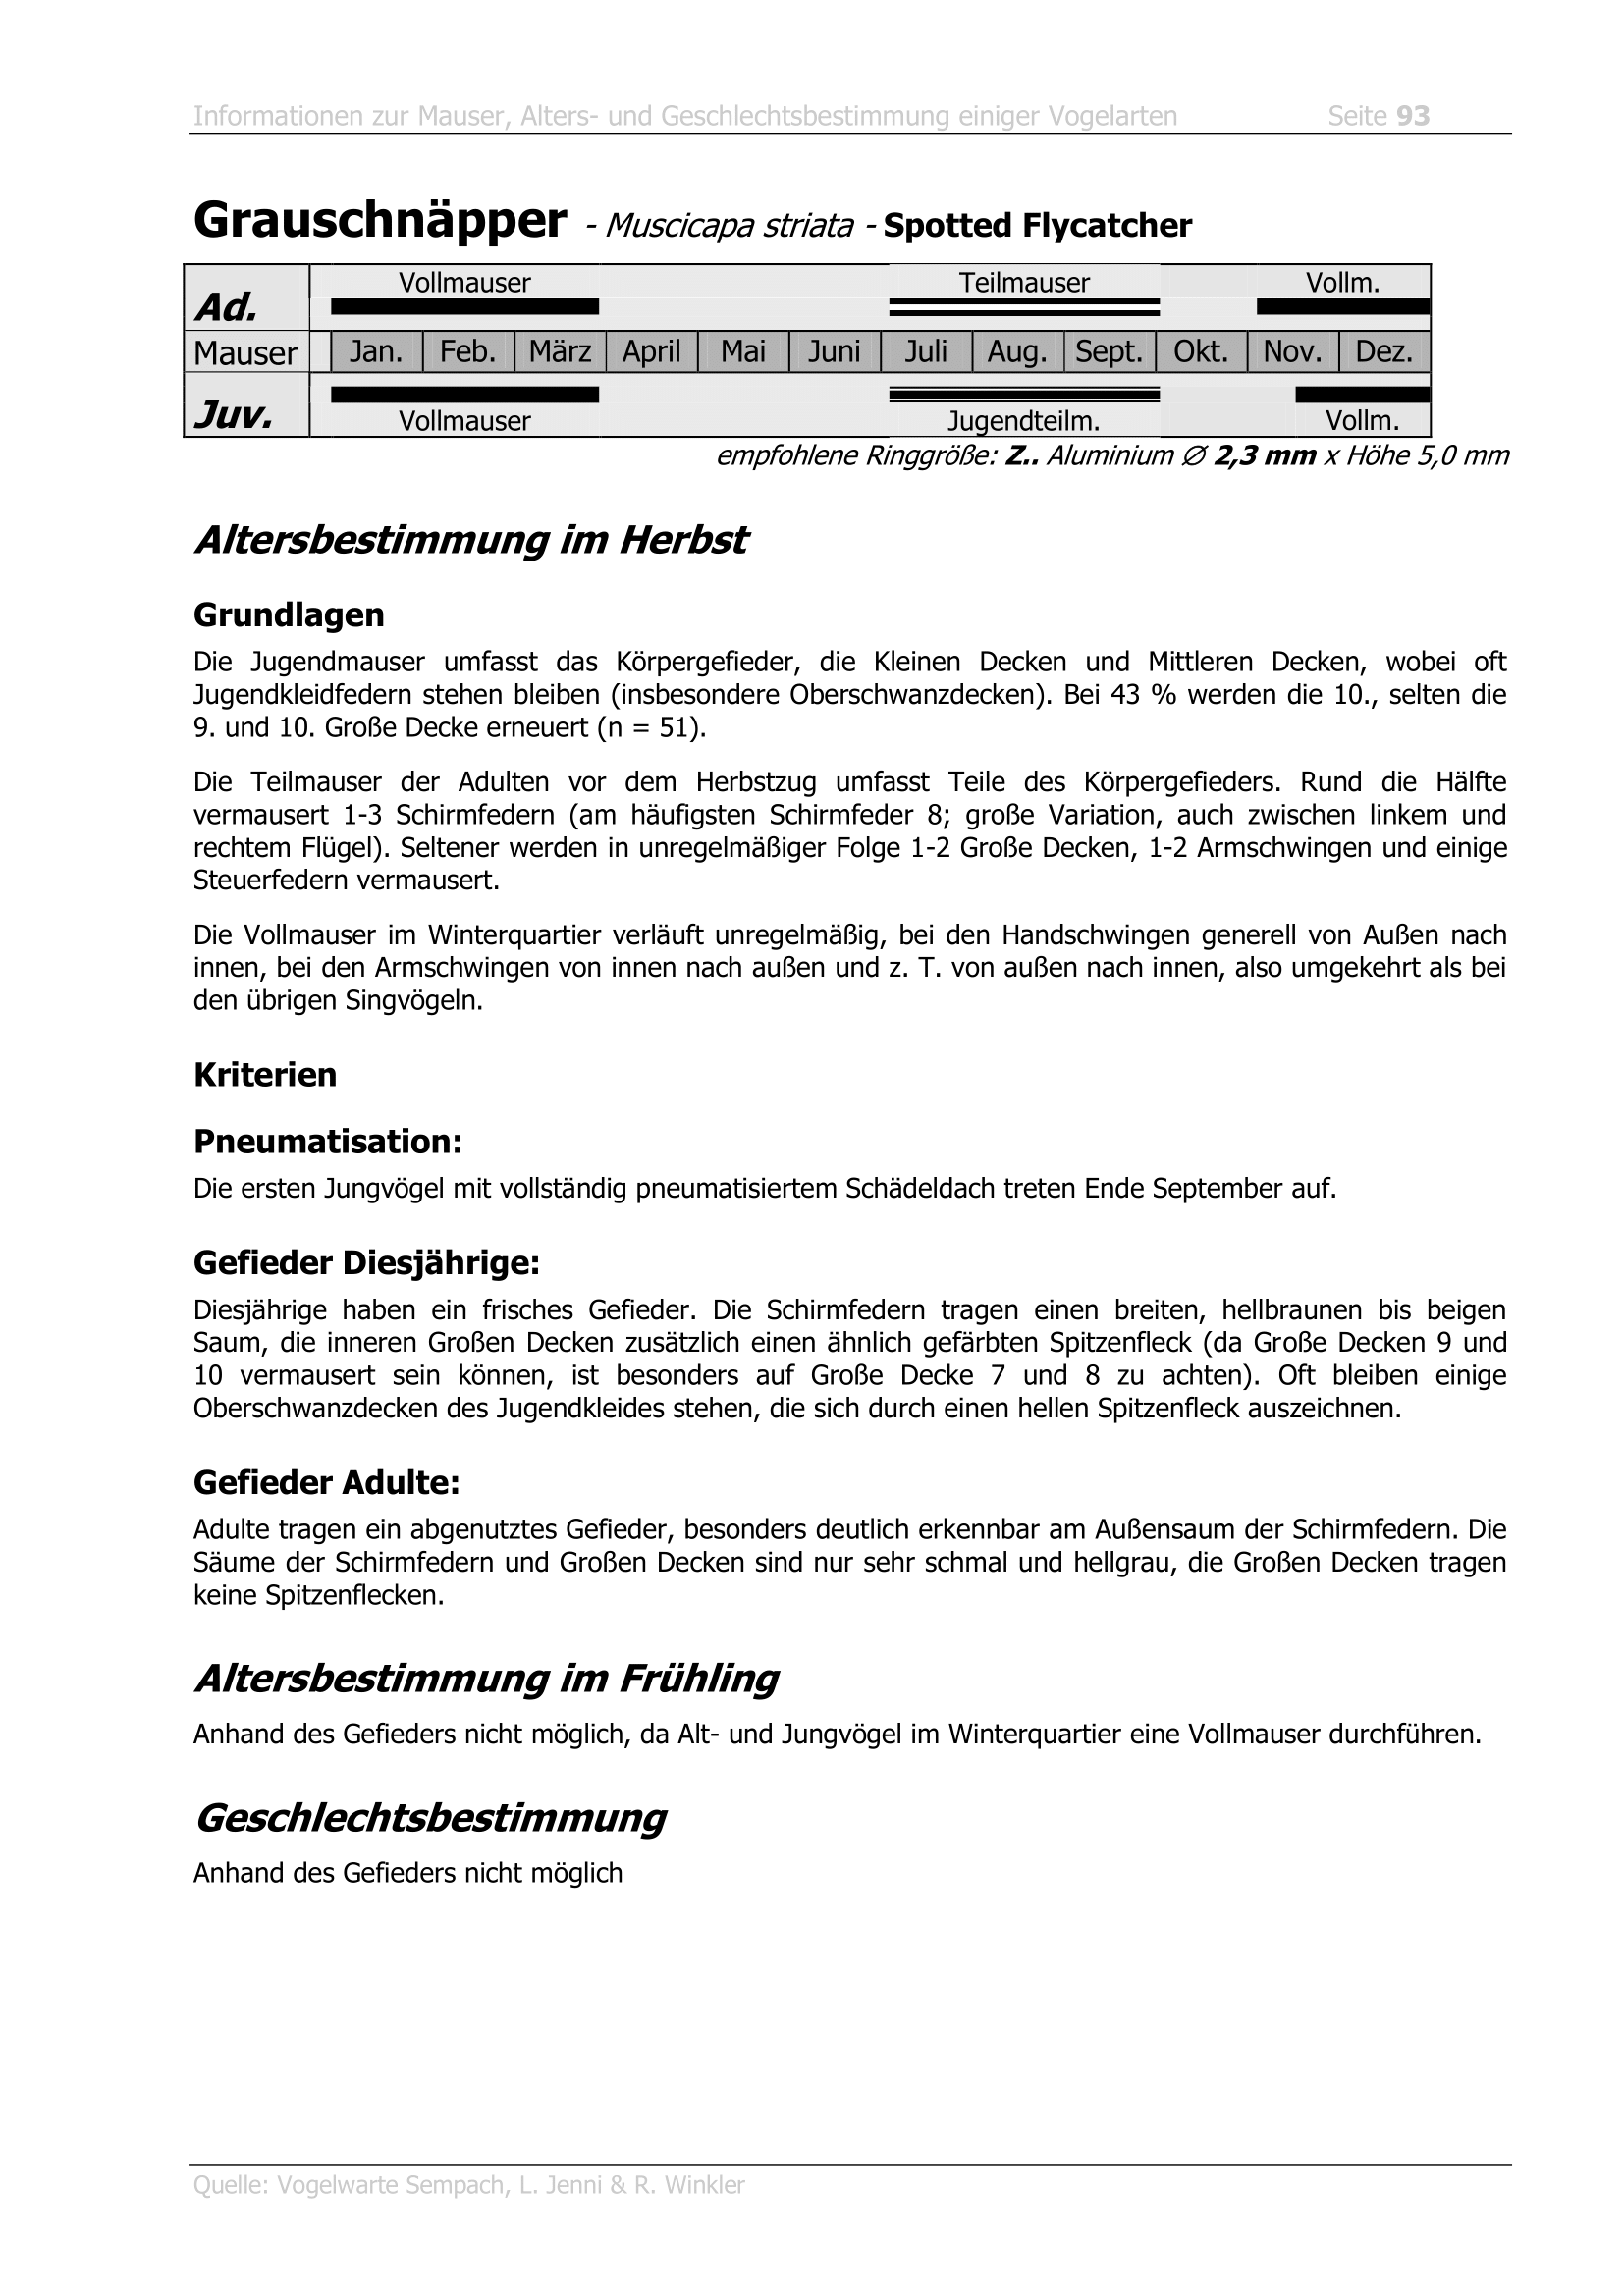 Informationen zur Mauser, Alters- und Geschlechtsbestimmung einiger Vogelarten Seite 93
Grauschnäpper - Muscicapa striata - Spotted Flycatcher
Vollmauser Teilmauser Vollm.
Ad.
Mauser Jan. Feb. März April Mai Juni Juli Aug. Sept. Okt. Nov. Dez.
Juv.
Vollmauser Jugendteilm. Vollm.
empfohlene Ringgröße: Z.. Aluminium ∅ 2,3 mm x Höhe 5,0 mm
Altersbestimmung im Herbst
Grundlagen
Die Jugendmauser umfasst das Körpergefieder, die Kleinen Decken und Mittleren Decken, wobei oft
Jugendkleidfedern stehen bleiben (insbesondere Oberschwanzdecken). Bei 43 % werden die 10., selten die
9. und 10. Große Decke erneuert (n = 51).
Die Teilmauser der Adulten vor dem Herbstzug umfasst Teile des Körpergefieders. Rund die Hälfte
vermausert 1-3 Schirmfedern (am häufigsten Schirmfeder 8; große Variation, auch zwischen linkem und
rechtem Flügel). Seltener werden in unregelmäßiger Folge 1-2 Große Decken, 1-2 Armschwingen und einige
Steuerfedern vermausert.
Die Vollmauser im Winterquartier verläuft unregelmäßig, bei den Handschwingen generell von Außen nach
innen, bei den Armschwingen von innen nach außen und z. T. von außen nach innen, also umgekehrt als bei
den übrigen Singvögeln.
Kriterien
Pneumatisation:
Die ersten Jungvögel mit vollständig pneumatisiertem Schädeldach treten Ende September auf.
Gefieder Diesjährige:
Diesjährige haben ein frisches Gefieder. Die Schirmfedern tragen einen breiten, hellbraunen bis beigen
Saum, die inneren Großen Decken zusätzlich einen ähnlich gefärbten Spitzenfleck (da Große Decken 9 und
10 vermausert sein können, ist besonders auf Große Decke 7 und 8 zu achten). Oft bleiben einige
Oberschwanzdecken des Jugendkleides stehen, die sich durch einen hellen Spitzenfleck auszeichnen.
Gefieder Adulte:
Adulte tragen ein abgenutztes Gefieder, besonders deutlich erkennbar am Außensaum der Schirmfedern. Die
Säume der Schirmfedern und Großen Decken sind nur sehr schmal und hellgrau, die Großen Decken tragen
keine Spitzenflecken.
Altersbestimmung im Frühling
Anhand des Gefieders nicht möglich, da Alt- und Jungvögel im Winterquartier eine Vollmauser durchführen.
Geschlechtsbestimmung
Anhand des Gefieders nicht möglich
Quelle: Vogelwarte Sempach, L. Jenni & R. Winkler